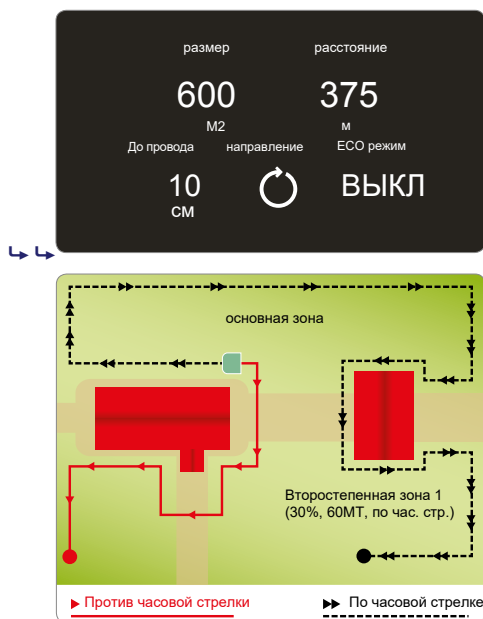 размер расстояние
600 375
М2 м
До провода направление ECO режим
10 ВЫКЛ
СМ
основная зона
Второстепенная зона 1
(30%, 60МТ, по час. стр.)
Против часовой стрелки По часовой стрелке